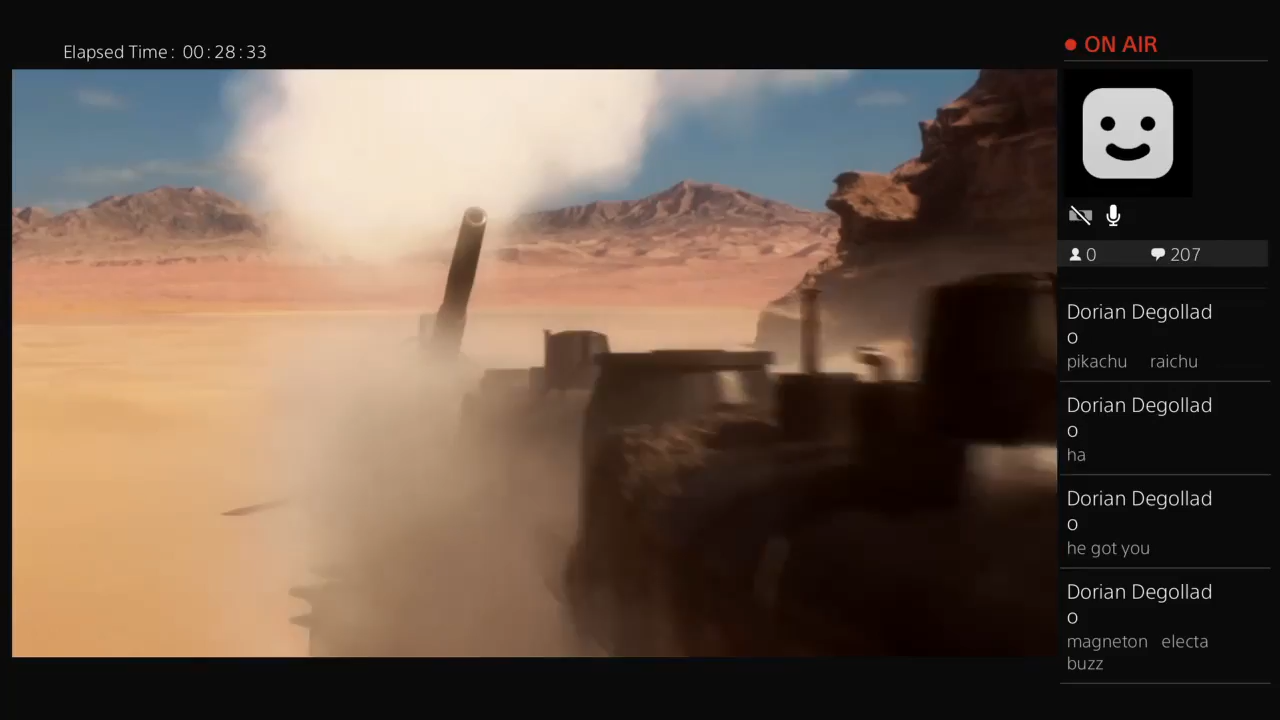 Elapsed Time: 00:28:33
ON AIR
0 207
Dorian Degollad
o
pikachu raichu
Dorian Degollad
o
ha
Dorian Degollad
o
he got you
Dorian Degollad
o
magneton electa
buzz